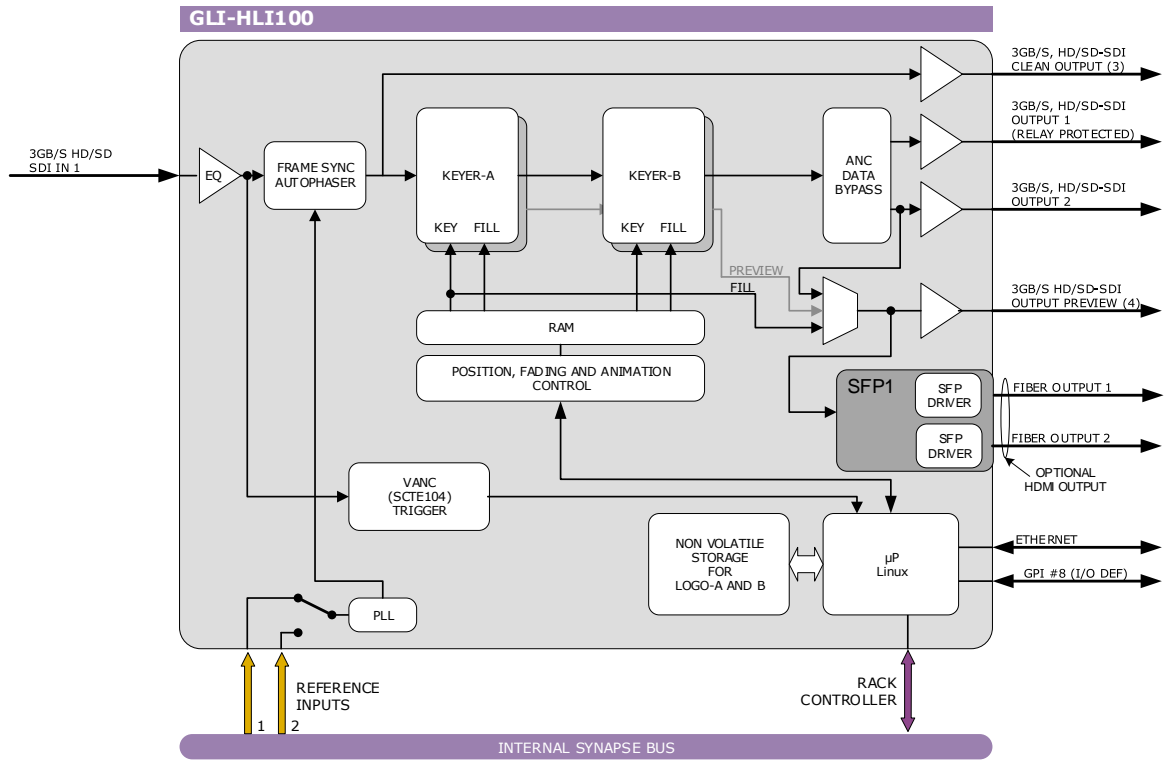 GLI-HLI100
3GB/S, HD/SD-SDI
CLEAN OUTPUT (3)
3GB/S, HD/SD-SDI
OUTPUT 1
(RELAY PROTECTED)
3GB/S HD/SD
SDI IN 1
EQ
FRAME SYNC
AUTOPHASER
KEYER-A
KEY FILL
KEYER-B
KEY FILL
ANC
DATA
BYPASS
3GB/S, HD/SD-SDI
OUTPUT 2
PREVIEW
FILL
3GB/S HD/SD-SDI
OUTPUT PREVIEW (4)
RAM
POSITION, FADING AND ANIMATION
CONTROL
SFP1
SFP
DRIVER
SFP
DRIVER
FIBER OUTPUT 1
FIBER OUTPUT 2
OPTIONAL
HDMI OUTPUT
VANC
(SCTE104)
TRIGGER
NON VOLATILE
STORAGE
FOR
LOGO-A AND B
µP
Linux
ETHERNET
GPI #8 (I/O DEF)
PLL
REFERENCE
INPUTS
1 2
RACK
CONTROLLER
INTERNAL SYNAPSE BUS